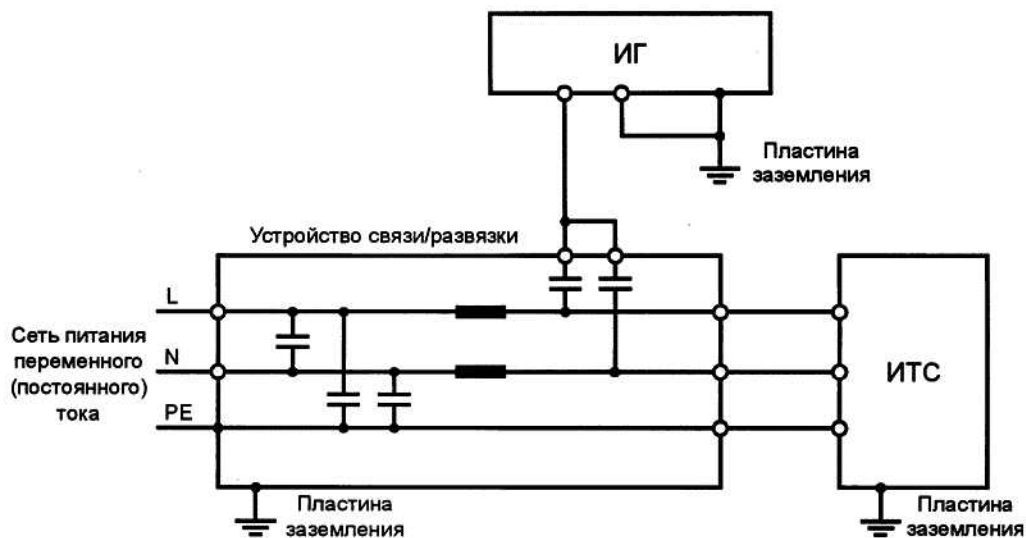 ИГ
Пластина
заземления
Устройство связи/развязки
L
Сеть питания
переменного
(постоянного)
тока
N
PE
ИТС
Пластина
заземления
Пластина
заземления